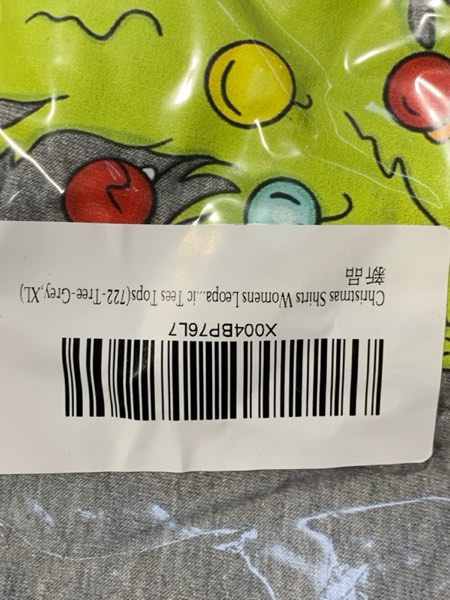 X004BP76L7
Christmas Shirts Womens Leopa...ic Tees Tops(722-Tree-Grey,XL)
新品